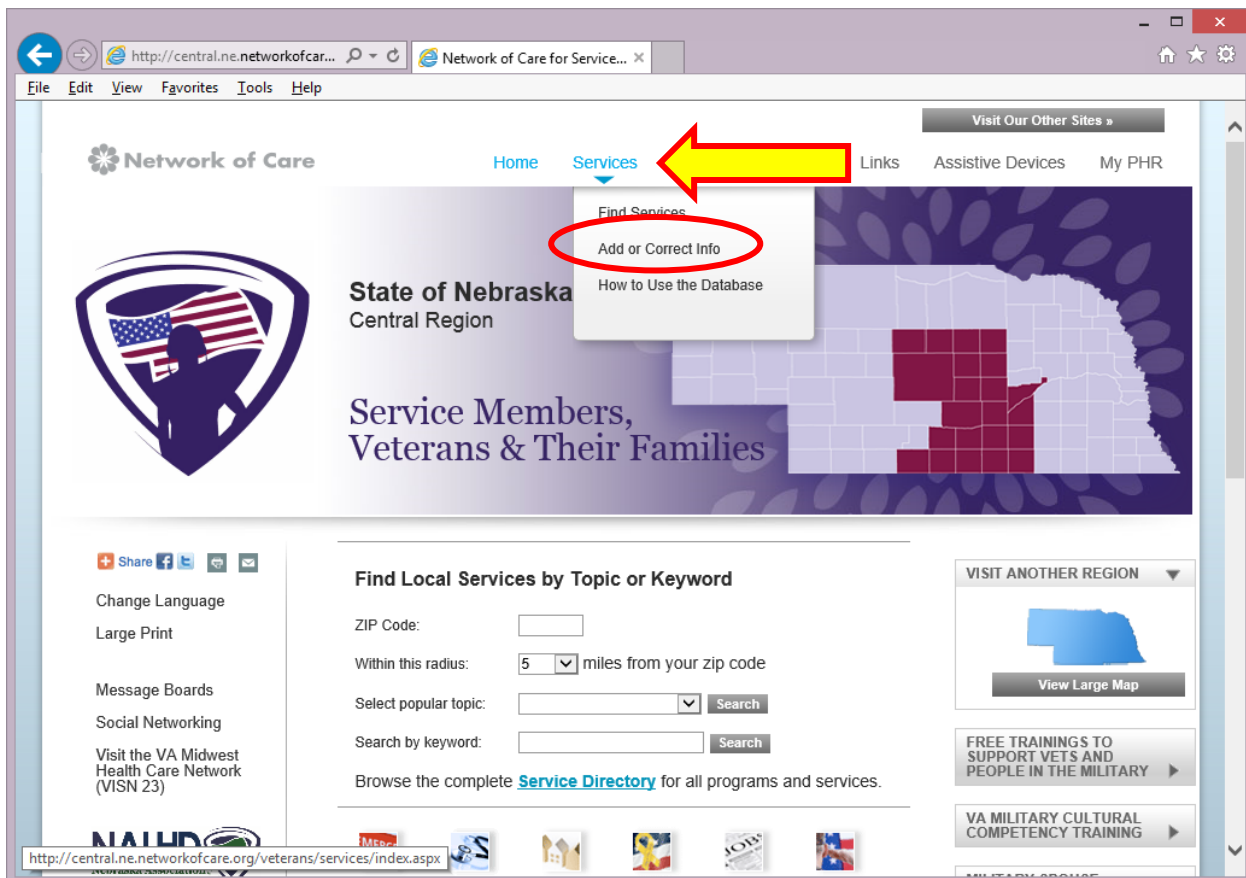 http://central.ne.networkofcar...
Network of Care for Service...
File Edit View Favorites Tools Help
Visit Our Other Sites »
Network of Care
Home Services Links Assistive Devices My PHR
Find Services
Add or Correct Info
How to Use the Database
State of Nebraska
Central Region
Service Members,
Veterans & Their Families
Share
Change Language
Large Print
Message Boards
Social Networking
Visit the VA Midwest
Health Care Network
(VISN 23)
Find Local Services by Topic or Keyword
ZIP Code:
Within this radius: 5 miles from your zip code
Select popular topic: Search
Search by keyword: Search
Browse the complete Service Directory for all programs and services.
VISIT ANOTHER REGION
View Large Map
FREE TRAININGS TO
SUPPORT VETS AND
PEOPLE IN THE MILITARY
VA MILITARY CULTURAL
COMPETENCY TRAINING
NALHD
JOB
http://central.ne.networkofcare.org/veterans/services/index.aspx